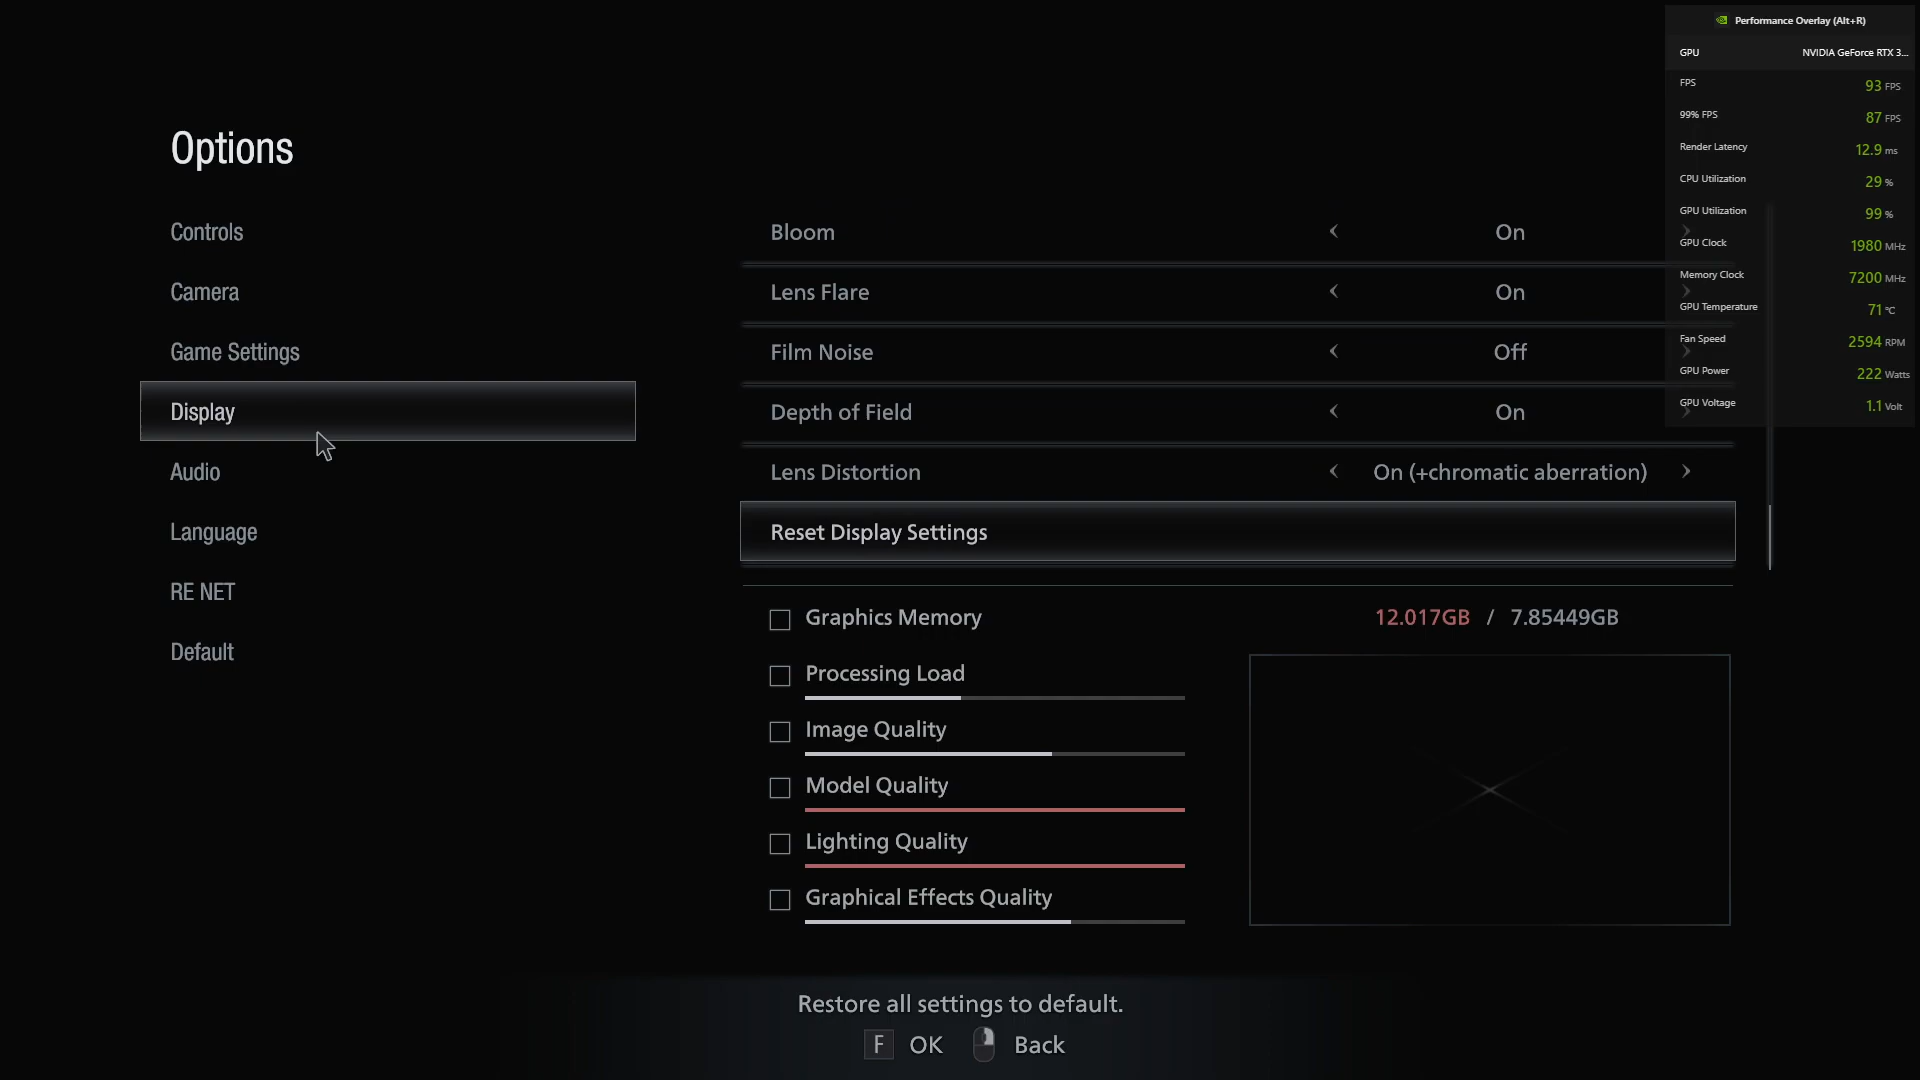 Performance Overlay (Alt+R)
GPU NVIDIA GeForce RTX 3...
FPS 93 FPS
99% FPS 87 FPS
Render Latency 12.9 ms
CPU Utilization 29 %
GPU Utilization 99 %
GPU Clock 1980 MHz
Memory Clock 7200 MHz
GPU Temperature 71 °C
Fan Speed 2594 RPM
GPU Power 222 Watts
GPU Voltage 1.1 Volt
Options
Controls
Camera
Game Settings
Display
Audio
Language
RE NET
Default
Bloom < On >
Lens Flare < On >
Film Noise < Off >
Depth of Field < On >
Lens Distortion < On (+chromatic aberration) >
Reset Display Settings
Graphics Memory 12.017GB / 7.85449GB
Processing Load
Image Quality
Model Quality
Lighting Quality
Graphical Effects Quality
Restore all settings to default.
F OK Back